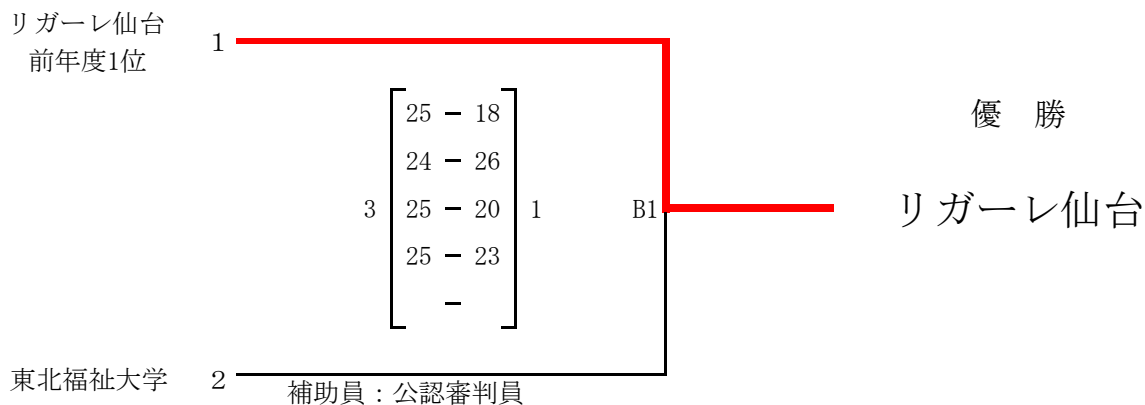 リガーレ仙台
前年度1位
1
25 － 18
24 － 26
3 25 － 20 1
25 － 23
－
B1
優　勝
リガーレ仙台
東北福祉大学 2
補助員：公認審判員